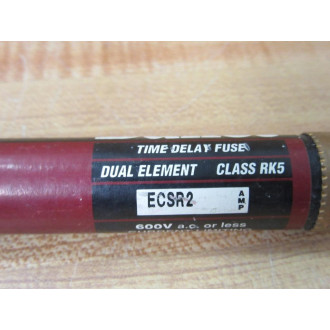 TIME DELAY FUSE
DUAL ELEMENT CLASS RK5
ECSR2 AMP
600V a.c. or less